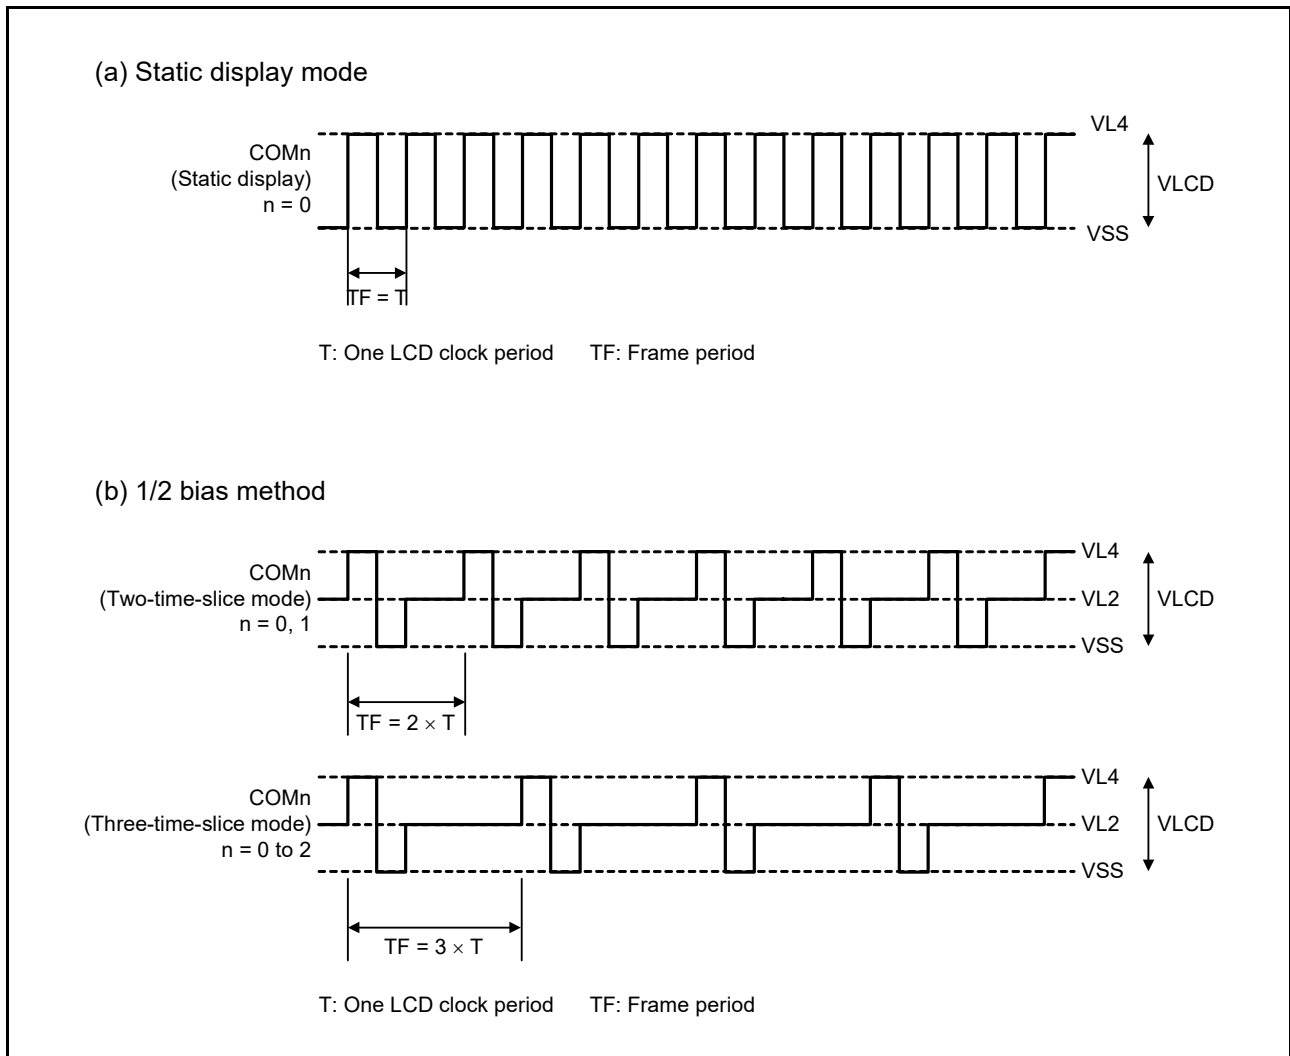 (a) Static display mode
COMn
(Static display)
n = 0
VL4
VLCD
VSS
TF = T
T: One LCD clock period TF: Frame period
(b) 1/2 bias method
COMn
(Two-time-slice mode)
n = 0, 1
VL4
VL2
VLCD
VSS
TF = 2 × T
COMn
(Three-time-slice mode)
n = 0 to 2
VL4
VL2
VLCD
VSS
TF = 3 × T
T: One LCD clock period TF: Frame period